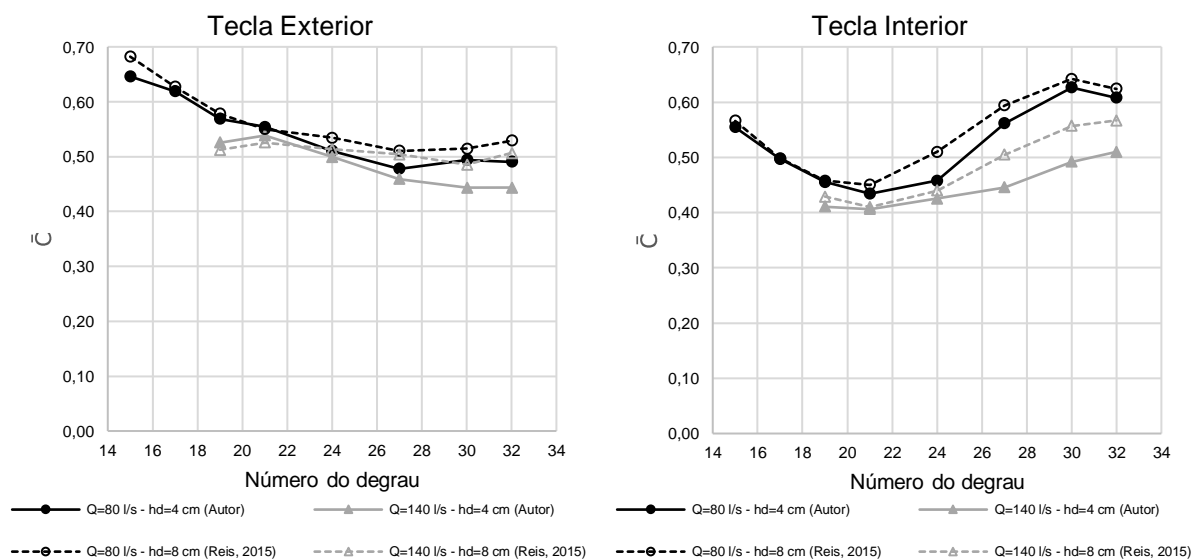 Tecla Exterior
0,70
0,60
0,50
0,40
0,30
0,20
0,10
0,00
C̄
14 16 18 20 22 24 26 28 30 32 34
Número do degrau
Q=80 l/s - hd=4 cm (Autor) Q=140 l/s - hd=4 cm (Autor)
Q=80 l/s - hd=8 cm (Reis, 2015) Q=140 l/s - hd=8 cm (Reis, 2015)
Tecla Interior
0,70
0,60
0,50
0,40
0,30
0,20
0,10
0,00
C̄
14 16 18 20 22 24 26 28 30 32 34
Número do degrau
Q=80 l/s - hd=4 cm (Autor) Q=140 l/s - hd=4 cm (Autor)
Q=80 l/s - hd=8 cm (Reis, 2015) Q=140 l/s - hd=8 cm (Reis, 2015)